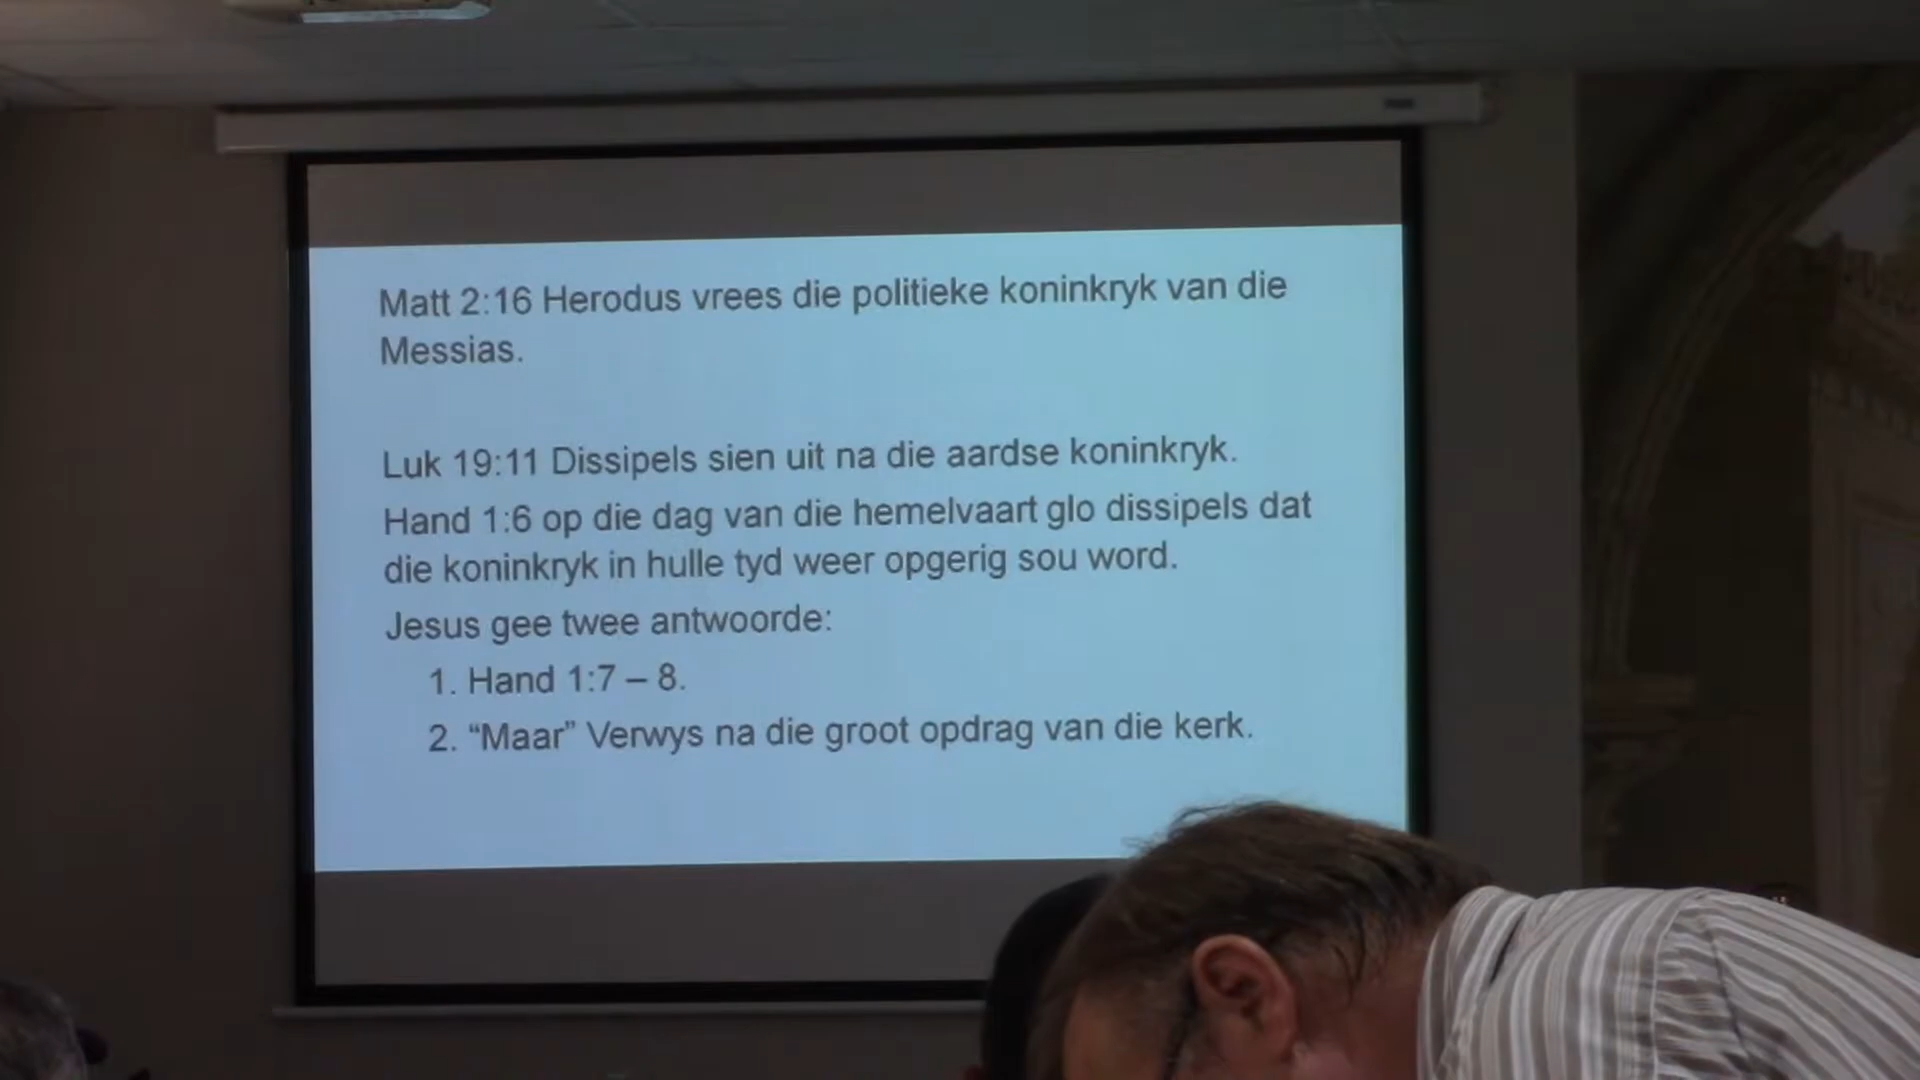 Matt 2:16 Herodus vrees die politieke koninkryk van die
Messias.
Luk 19:11 Dissipels sien uit na die aardse koninkryk.
Hand 1:6 op die dag van die hemelvaart glo dissipels dat
die koninkryk in hulle tyd weer opgerig sou word.
Jesus gee twee antwoorde:
1. Hand 1:7 – 8.
2. “Maar” Verwys na die groot opdrag van die kerk.